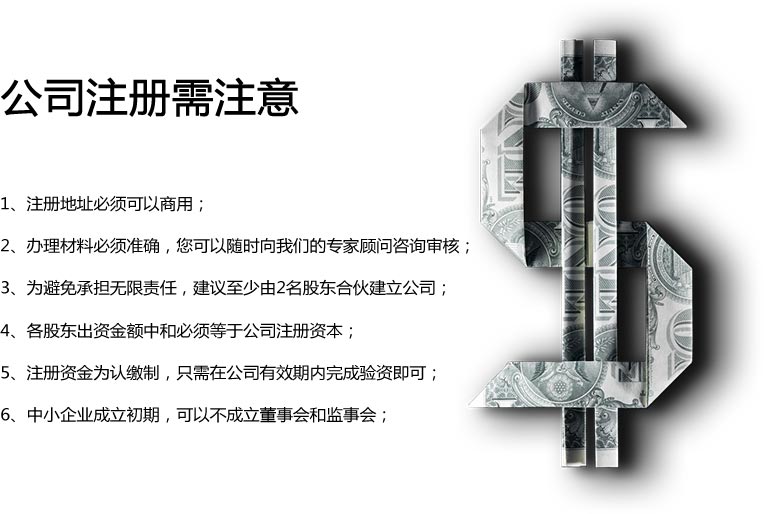 公司注册需注意
1、注册地址必须可以商用；
2、办理材料必须准确，您可以随时向我们的专家顾问咨询审核；
3、为避免承担无限责任，建议至少由2名股东合伙建立公司；
4、各股东出资金额中和必须等于公司注册资本；
5、注册资金为认缴制，只需在公司有效期内完成验资即可；
6、中小企业成立初期，可以不成立董事会和监事会；